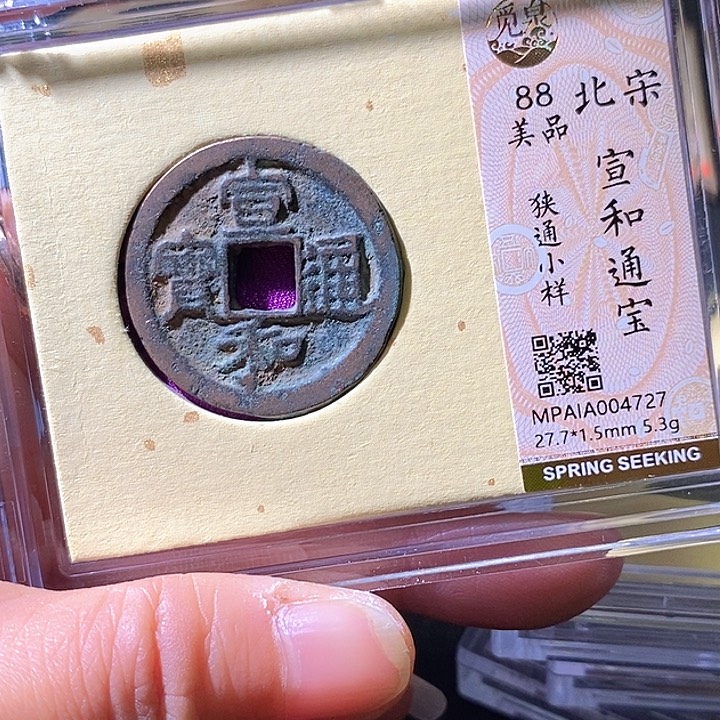 宣和通寳
觅泉
88
美品
北宋
宣和通宝
狭通小样
MPAIA004727
27.7*1.5mm 5.3g
SPRING SEEKING